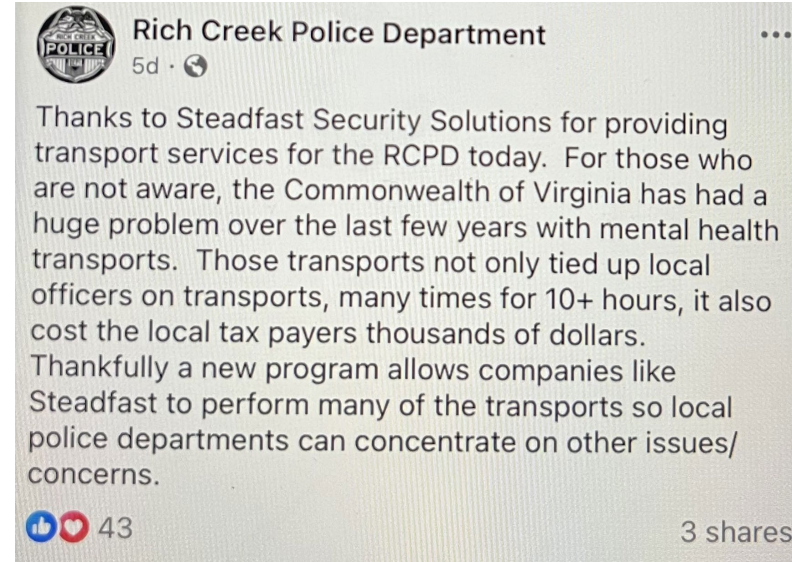 RICH CREEK
POLICE
Rich Creek Police Department
5d ·
Thanks to Steadfast Security Solutions for providing
transport services for the RCPD today.  For those who
are not aware, the Commonwealth of Virginia has had a
huge problem over the last few years with mental health
transports.  Those transports not only tied up local
officers on transports, many times for 10+ hours, it also
cost the local tax payers thousands of dollars.
Thankfully a new program allows companies like
Steadfast to perform many of the transports so local
police departments can concentrate on other issues/
concerns.
43
3 shares